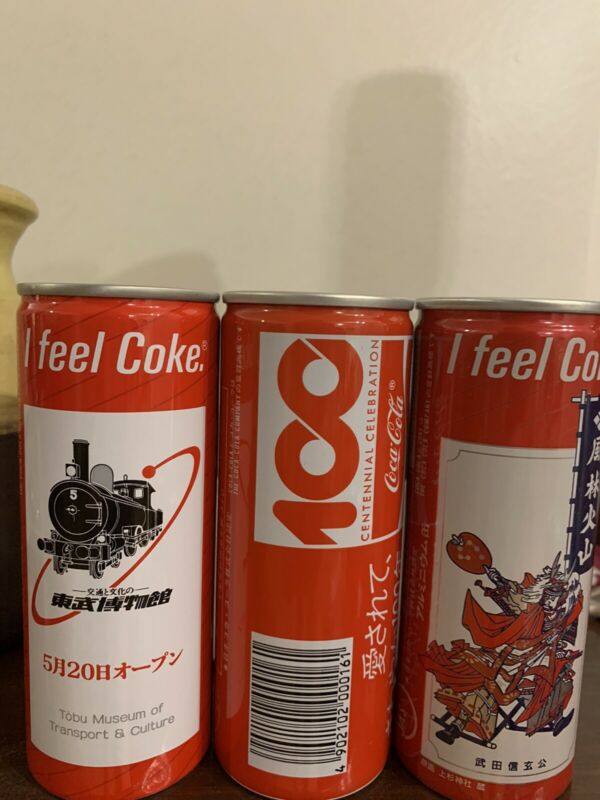 I feel Coke.®
5
交通と文化の
東武博物館
5月20日オープン
Tōbu Museum of
Transport & Culture
100
CENTENNIAL CELEBRATION
Coca-Cola®
愛されて、
4902102000161
I feel Co
風林火山
武田信玄公